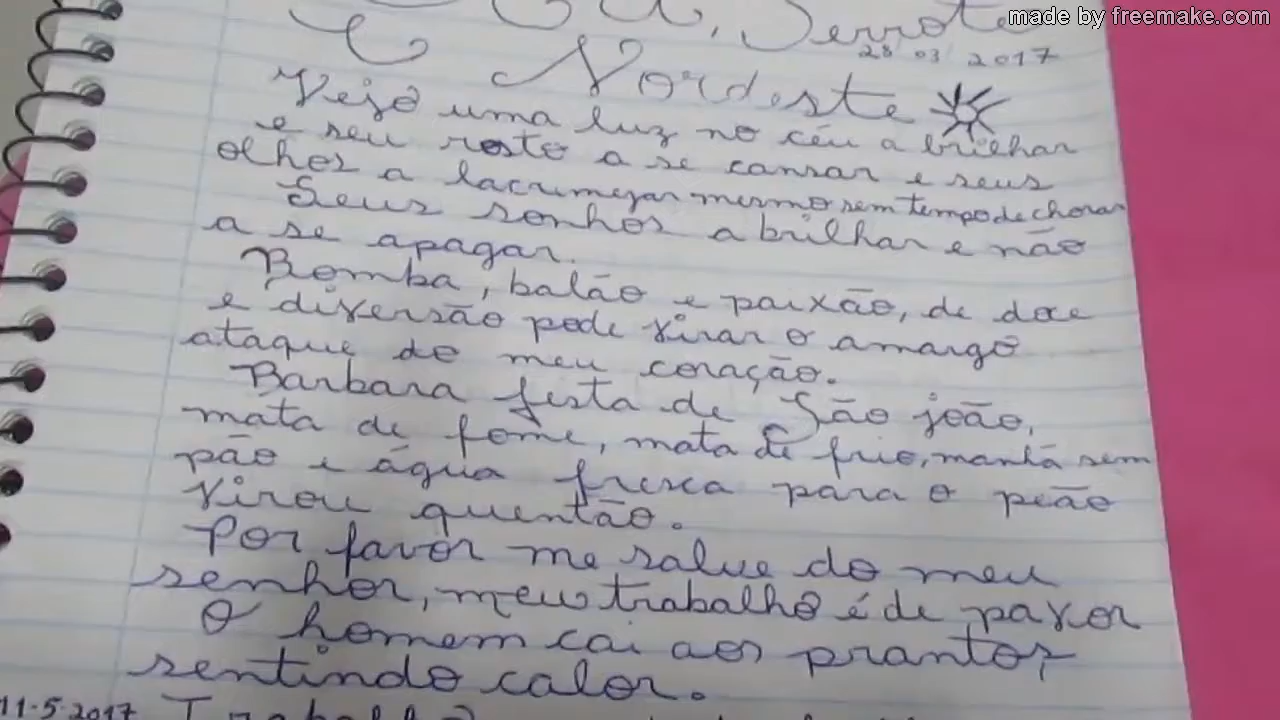 made by freemake.com
Serrote
28 03 2017
Nordeste
Vejo uma luz no céu a brilhar
e seu rosto a se cansar e seus
olhos a lacrimejar mesmo sem tempo de chorar
Seus sonhos a brilhar e não
a se apagar.
Bomba, balão e paixão, de doce
e diversão pode virar o amargo
ataque do meu coração.
Barbara festa de São joão,
mata de fome, mata de frio, manhã sem
pão e água fresca para o peão
virou quentão.
Por favor me salve do meu
senhor, meu trabalho é de pavor
O homem cai aos prantos,
sentindo calor.
11-5-2017